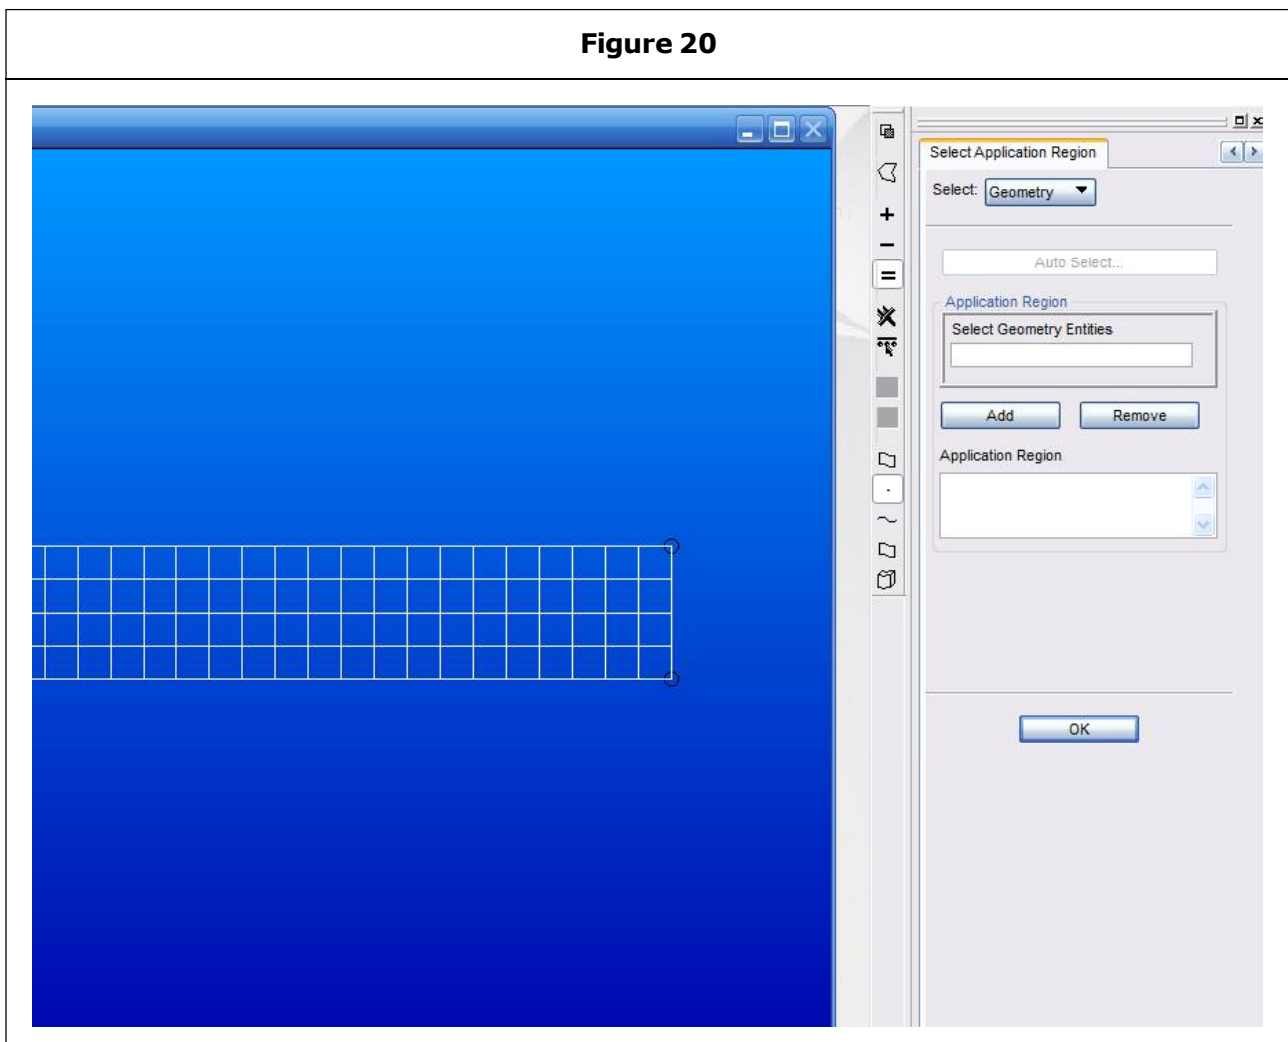 Figure 20
Select Application Region
Select: Geometry
Auto Select...
Application Region
Select Geometry Entities
Add Remove
Application Region
OK